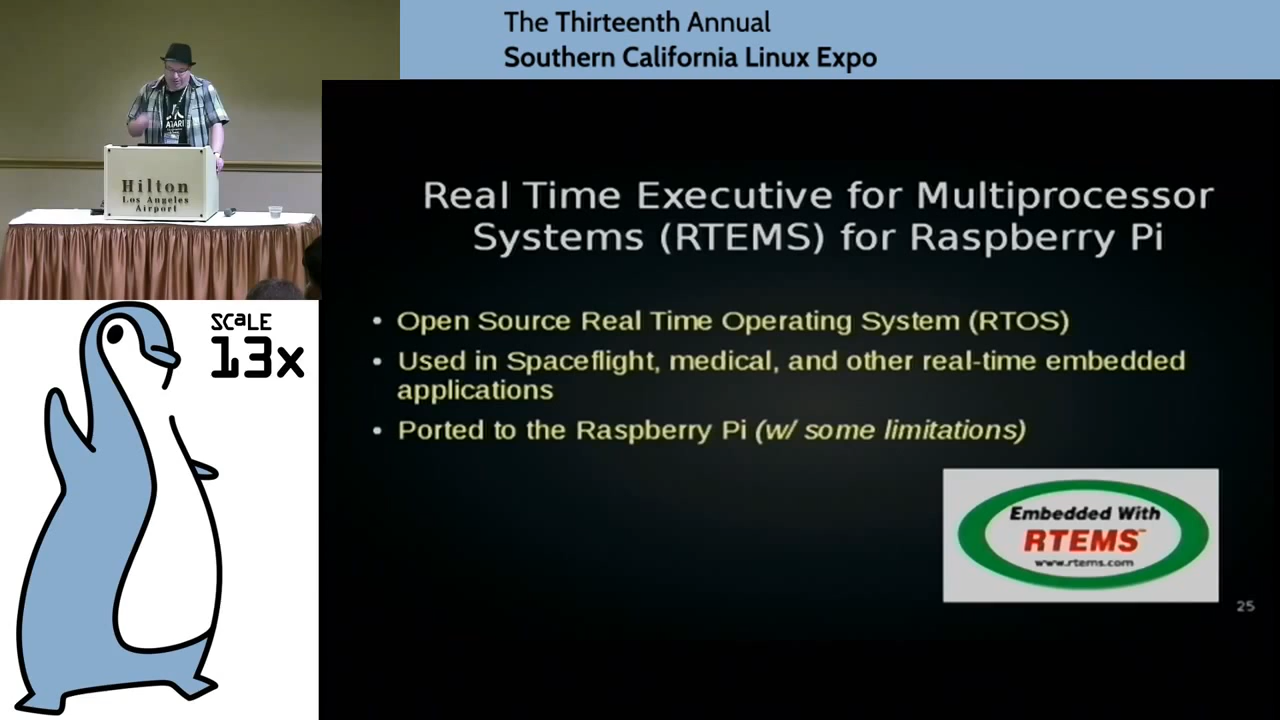 The Thirteenth Annual
Southern California Linux Expo
ATARI
Hilton
Los Angeles
Airport
SCaLE
13x
Real Time Executive for Multiprocessor
Systems (RTEMS) for Raspberry Pi
• Open Source Real Time Operating System (RTOS)
• Used in Spaceflight, medical, and other real-time embedded
applications
• Ported to the Raspberry Pi (w/ some limitations)
Embedded With
RTEMS™
www.rtems.com
25